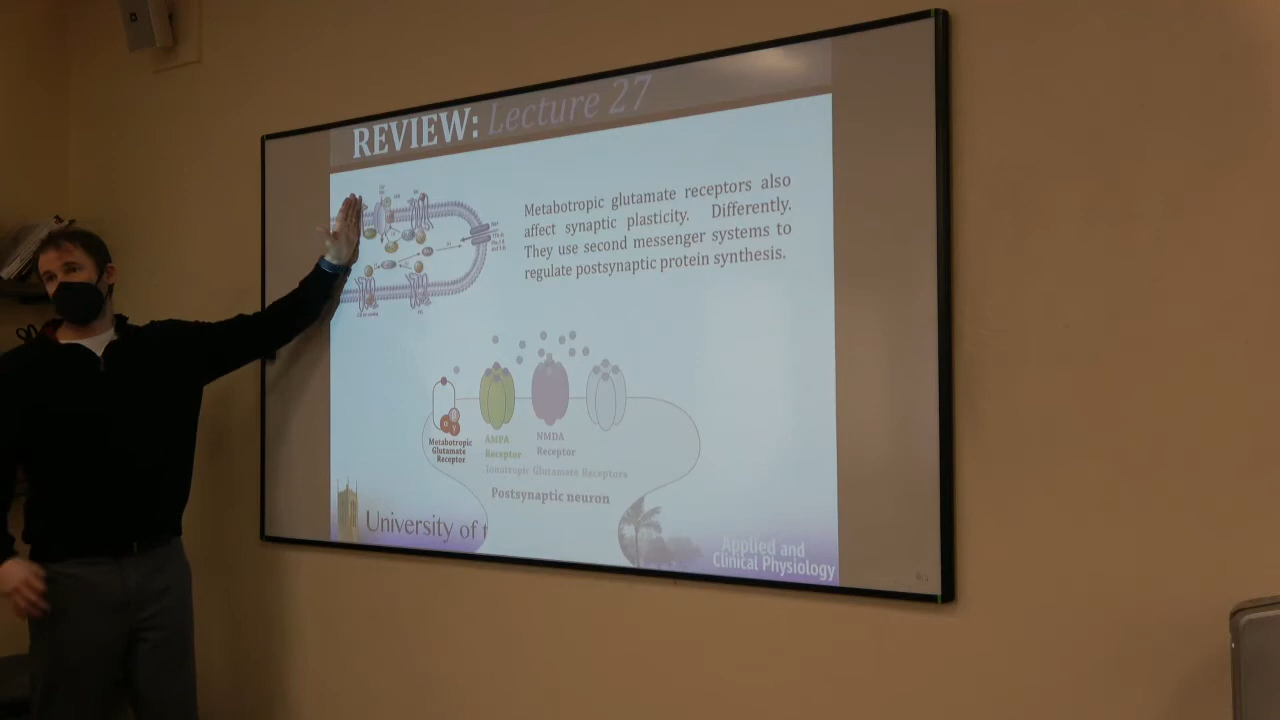 REVIEW: Lecture 27
Metabotropic glutamate receptors also
affect synaptic plasticity. Differently.
They use second messenger systems to
regulate postsynaptic protein synthesis.
Metabotropic
Glutamate
Receptor
AMPA
Receptor
NMDA
Receptor
Ionotropic Glutamate Receptors
Postsynaptic neuron
University of t
Applied and
Clinical Physiology